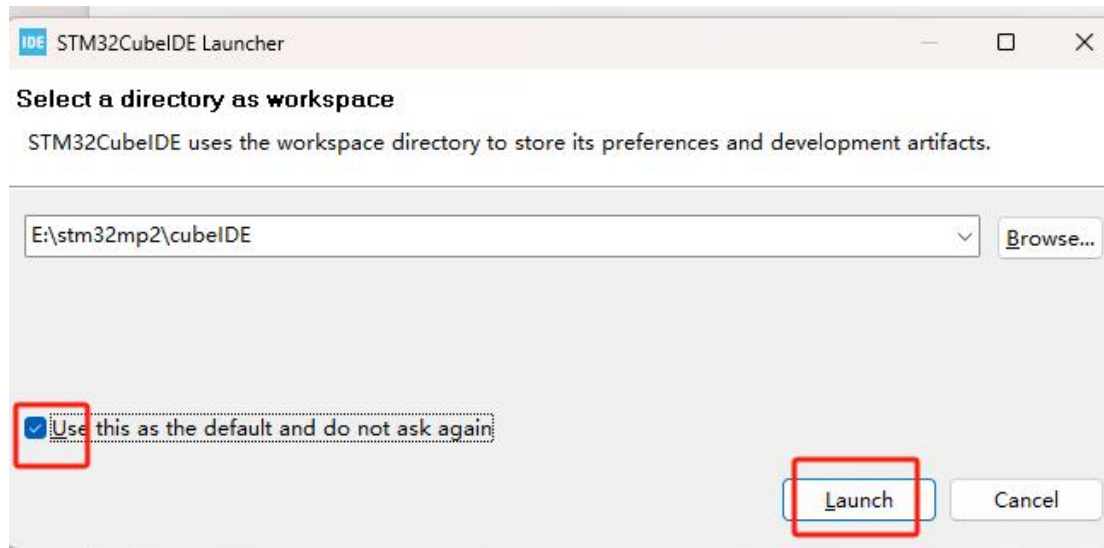 IDE STM32CubeIDE Launcher
Select a directory as workspace
STM32CubeIDE uses the workspace directory to store its preferences and development artifacts.
E:\stm32mp2\cubeIDE
Browse...
Use this as the default and do not ask again
Launch
Cancel